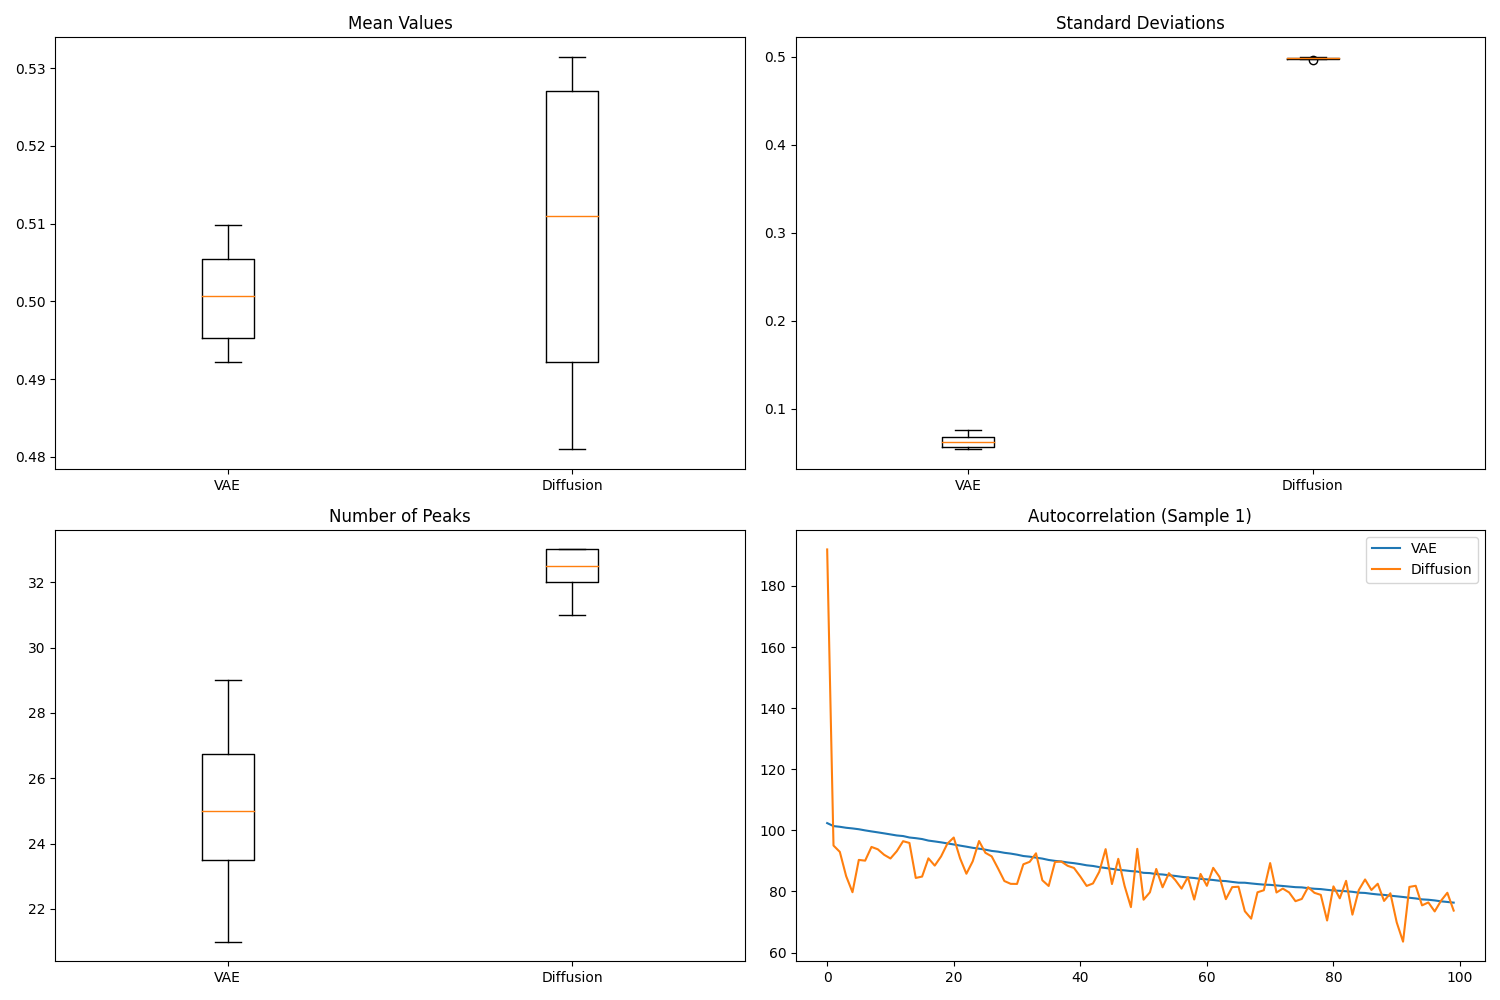 Mean Values
0.53
0.52
0.51
0.50
0.49
0.48
VAE Diffusion
Standard Deviations
0.5
0.4
0.3
0.2
0.1
VAE Diffusion
Number of Peaks
32
30
28
26
24
22
VAE Diffusion
Autocorrelation (Sample 1)
VAE
Diffusion
180
160
140
120
100
80
60
0 20 40 60 80 100